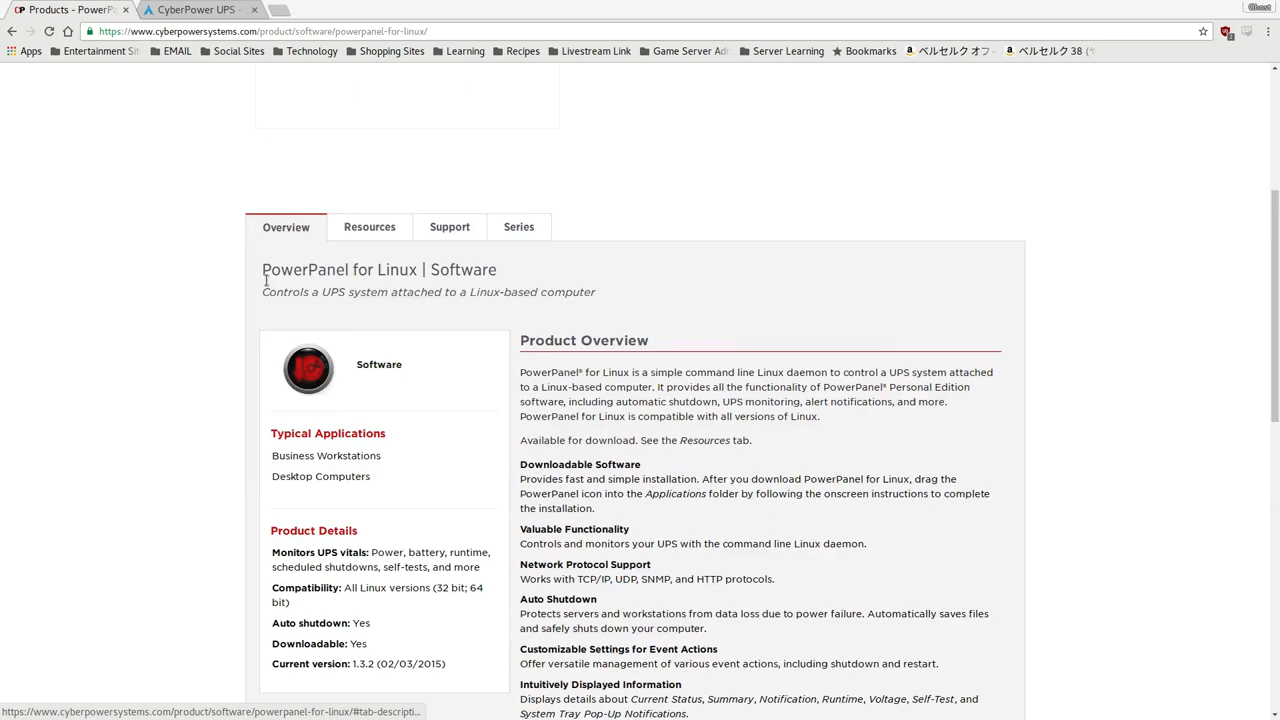 Products - PowerP
CyberPower UPS -
Ghost
https://www.cyberpowersystems.com/product/software/powerpanel-for-linux/
Apps
Entertainment Sit
EMAIL
Social Sites
Technology
Shopping Sites
Learning
Recipes
Livestream Link
Game Server Adm
Server Learning
Bookmarks
ベルセルク オフ
ベルセルク 38 (ヤ
Overview
Resources
Support
Series
PowerPanel for Linux | Software
Controls a UPS system attached to a Linux-based computer
Software
Typical Applications
Business Workstations
Desktop Computers
Product Details
Monitors UPS vitals: Power, battery, runtime,
scheduled shutdowns, self-tests, and more
Compatibility: All Linux versions (32 bit; 64
bit)
Auto shutdown: Yes
Downloadable: Yes
Current version: 1.3.2 (02/03/2015)
Product Overview
PowerPanel® for Linux is a simple command line Linux daemon to control a UPS system attached
to a Linux-based computer. It provides all the functionality of PowerPanel® Personal Edition
software, including automatic shutdown, UPS monitoring, alert notifications, and more.
PowerPanel for Linux is compatible with all versions of Linux.
Available for download. See the Resources tab.
Downloadable Software
Provides fast and simple installation. After you download PowerPanel for Linux, drag the
PowerPanel icon into the Applications folder by following the onscreen instructions to complete
the installation.
Valuable Functionality
Controls and monitors your UPS with the command line Linux daemon.
Network Protocol Support
Works with TCP/IP, UDP, SNMP, and HTTP protocols.
Auto Shutdown
Protects servers and workstations from data loss due to power failure. Automatically saves files
and safely shuts down your computer.
Customizable Settings for Event Actions
Offer versatile management of various event actions, including shutdown and restart.
Intuitively Displayed Information
Displays details about Current Status, Summary, Notification, Runtime, Voltage, Self-Test, and
System Tray Pop-Up Notifications.
https://www.cyberpowersystems.com/product/software/powerpanel-for-linux/#tab-descripti...